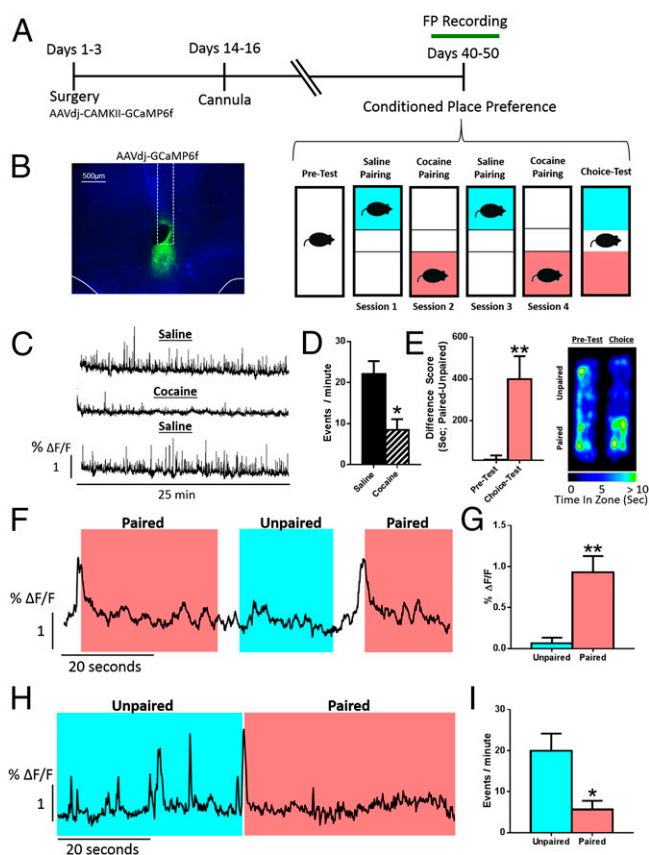 A
FP Recording
Days 1-3
Days 14-16
Days 40-50
Surgery
AAVdj-CAMKII-GCaMP6f
Cannula
Conditioned Place Preference
B
AAVdj-GCaMP6f
500µm
Pre-Test
Saline Pairing
Cocaine Pairing
Saline Pairing
Cocaine Pairing
Choice-Test
Session 1
Session 2
Session 3
Session 4
C
Saline
Cocaine
Saline
% ΔF/F
1
25 min
D
Events / minute
30
20
10
0
*
Saline
Cocaine
E
Difference Score
(Sec; Paired-Unpaired)
600
400
200
**
Pre-Test
Choice-Test
Pre-Test
Choice
Unpaired
Paired
0 5 > 10
Time In Zone (Sec)
F
Paired
Unpaired
Paired
% ΔF/F
1
20 seconds
G
% ΔF/F
1.5
1.0
0.5
0.0
**
Unpaired
Paired
H
Unpaired
Paired
% ΔF/F
1
20 seconds
I
Events / minute
30
20
10
0
*
Unpaired
Paired